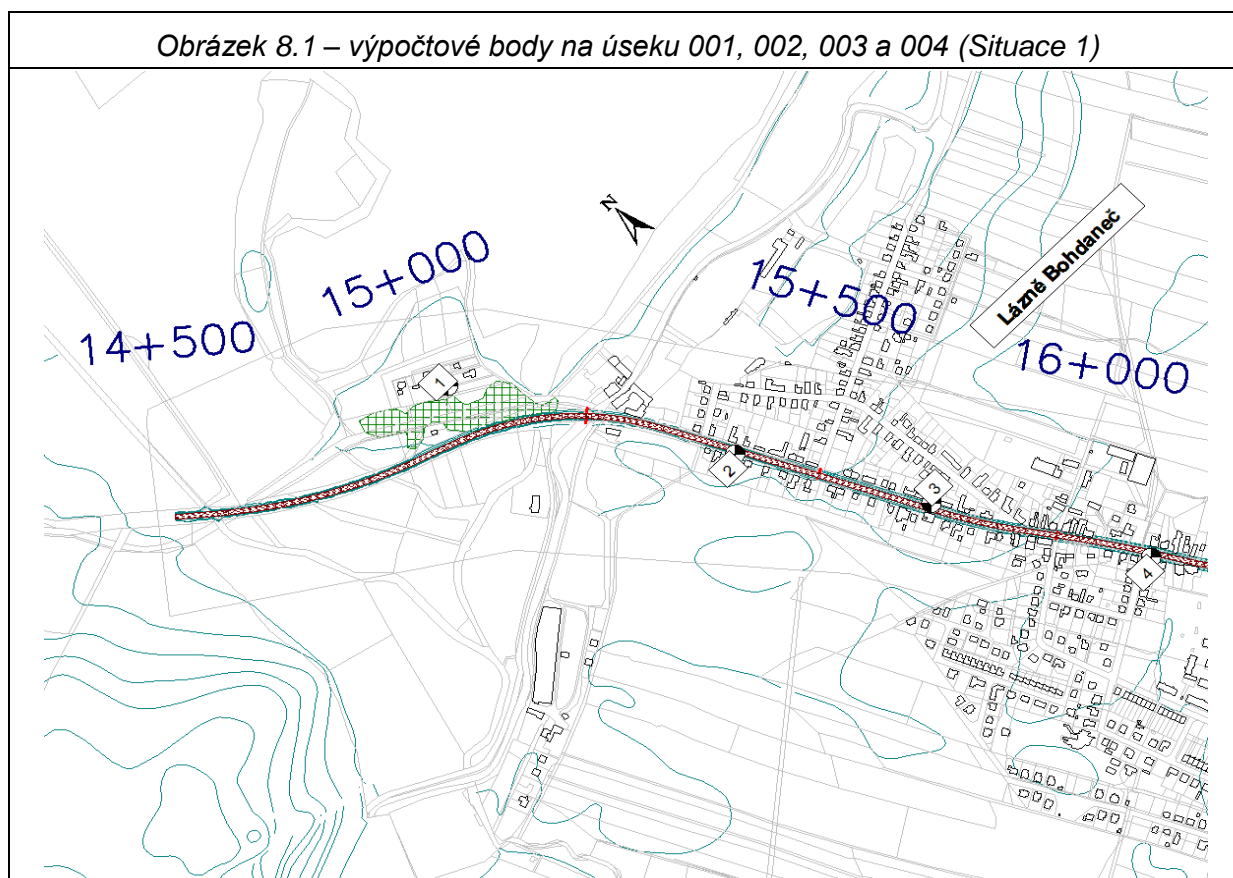 Obrázek 8.1 – výpočtové body na úseku 001, 002, 003 a 004 (Situace 1)
N
Lázně Bohdaneč
15+000
15+500
14+500
16+000
1
2
3
4